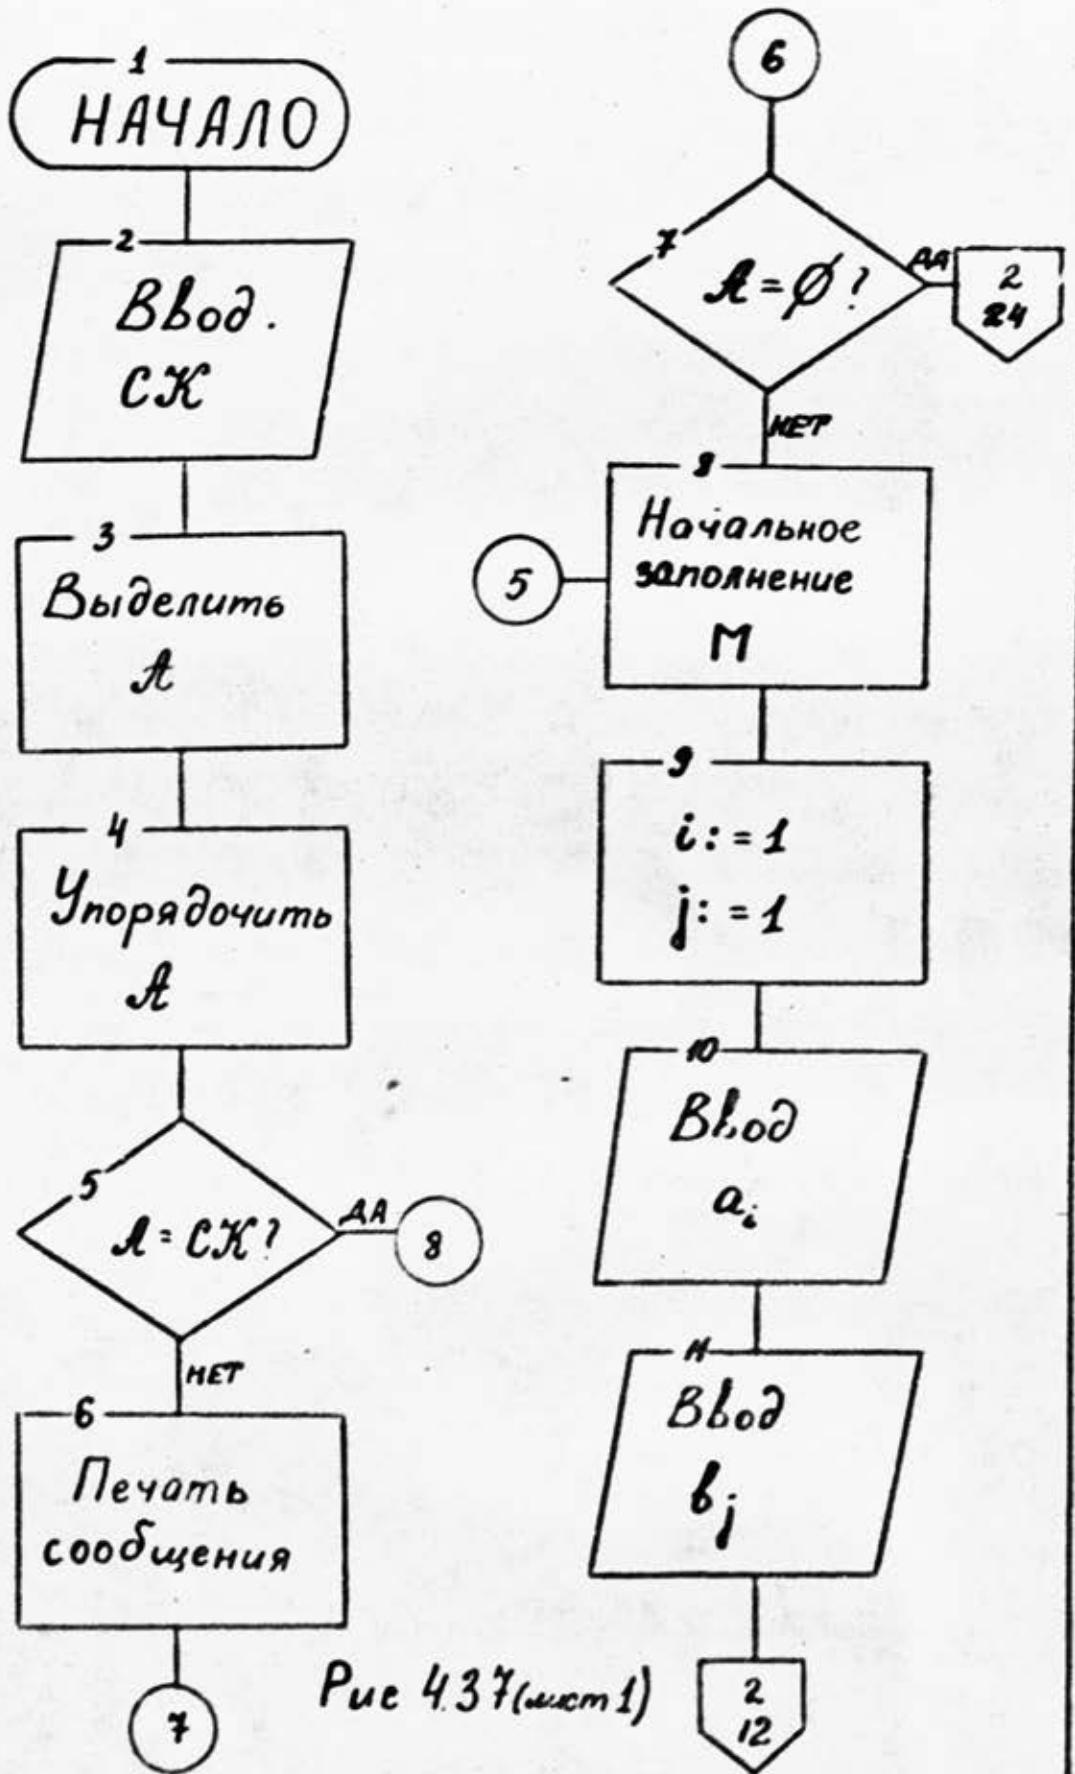 1
НАЧАЛО
2
Ввод.
СК
3
Выделить
A
4
Упорядочить
A
5
A = СК?
ДА
8
НЕТ
6
Печать
сообщения
7
6
7
A = Ø?
ДА
2
24
НЕТ
8
5
Начальное
заполнение
М
9
i: = 1
j: = 1
10
Ввод
a_i
11
Ввод
b_j
2
12
Рис 4.37 (лист 1)